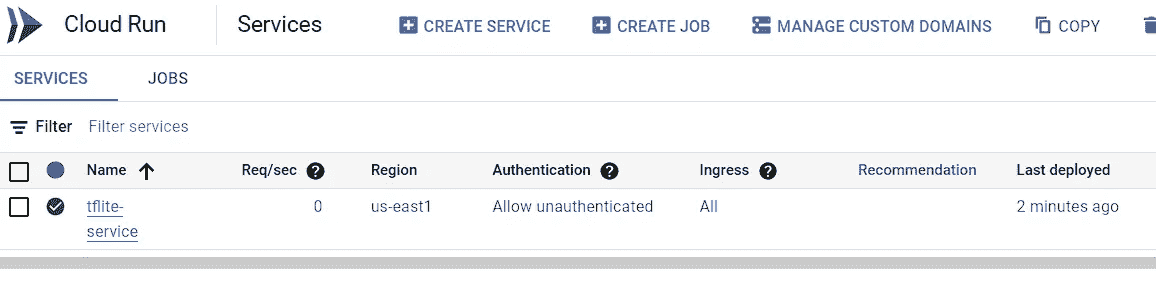 Cloud Run Services CREATE SERVICE CREATE JOB MANAGE CUSTOM DOMAINS COPY
SERVICES JOBS
Filter Filter services
Name Req/sec ? Region Authentication ? Ingress ? Recommendation Last deployed
tflite- 0 us-east1 Allow unauthenticated All 2 minutes ago
service